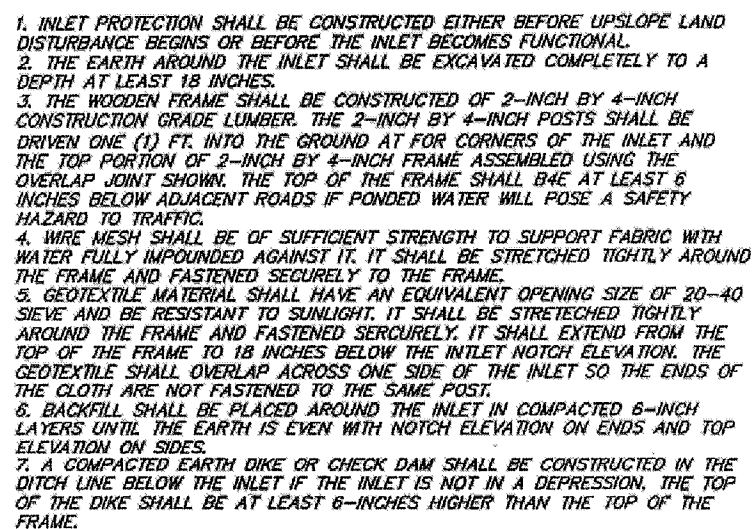 1. INLET PROTECTION SHALL BE CONSTRUCTED EITHER BEFORE UPSLOPE LAND
DISTURBANCE BEGINS OR BEFORE THE INLET BECOMES FUNCTIONAL.
2. THE EARTH AROUND THE INLET SHALL BE EXCAVATED COMPLETELY TO A
DEPTH AT LEAST 18 INCHES.
3. THE WOODEN FRAME SHALL BE CONSTRUCTED OF 2-INCH BY 4-INCH
CONSTRUCTION GRADE LUMBER. THE 2-INCH BY 4-INCH POSTS SHALL BE
DRIVEN ONE (1) FT. INTO THE GROUND AT FOR CORNERS OF THE INLET AND
THE TOP PORTION OF 2-INCH BY 4-INCH FRAME ASSEMBLED USING THE
OVERLAP JOINT SHOWN. THE TOP OF THE FRAME SHALL B4E AT LEAST 6
INCHES BELOW ADJACENT ROADS IF PONDED WATER WILL POSE A SAFETY
HAZARD TO TRAFFIC.
4. WIRE MESH SHALL BE OF SUFFICIENT STRENGTH TO SUPPORT FABRIC WITH
WATER FULLY IMPOUNDED AGAINST IT. IT SHALL BE STRETCHED TIGHTLY AROUND
THE FRAME AND FASTENED SECURELY TO THE FRAME.
5. GEOTEXTILE MATERIAL SHALL HAVE AN EQUIVALENT OPENING SIZE OF 20-40
SIEVE AND BE RESISTANT TO SUNLIGHT. IT SHALL BE STRETECHED TIGHTLY
AROUND THE FRAME AND FASTENED SERCURELY. IT SHALL EXTEND FROM THE
TOP OF THE FRAME TO 18 INCHES BELOW THE INTLET NOTCH ELEVATION. THE
GEOTEXTILE SHALL OVERLAP ACROSS ONE SIDE OF THE INLET SO THE ENDS OF
THE CLOTH ARE NOT FASTENED TO THE SAME POST.
6. BACKFILL SHALL BE PLACED AROUND THE INLET IN COMPACTED 6-INCH
LAYERS UNTIL THE EARTH IS EVEN WITH NOTCH ELEVATION ON ENDS AND TOP
ELEVATION ON SIDES.
7. A COMPACTED EARTH DIKE OR CHECK DAM SHALL BE CONSTRUCTED IN THE
DITCH LINE BELOW THE INLET IF THE INLET IS NOT IN A DEPRESSION, THE TOP
OF THE DIKE SHALL BE AT LEAST 6-INCHES HIGHER THAN THE TOP OF THE
FRAME.